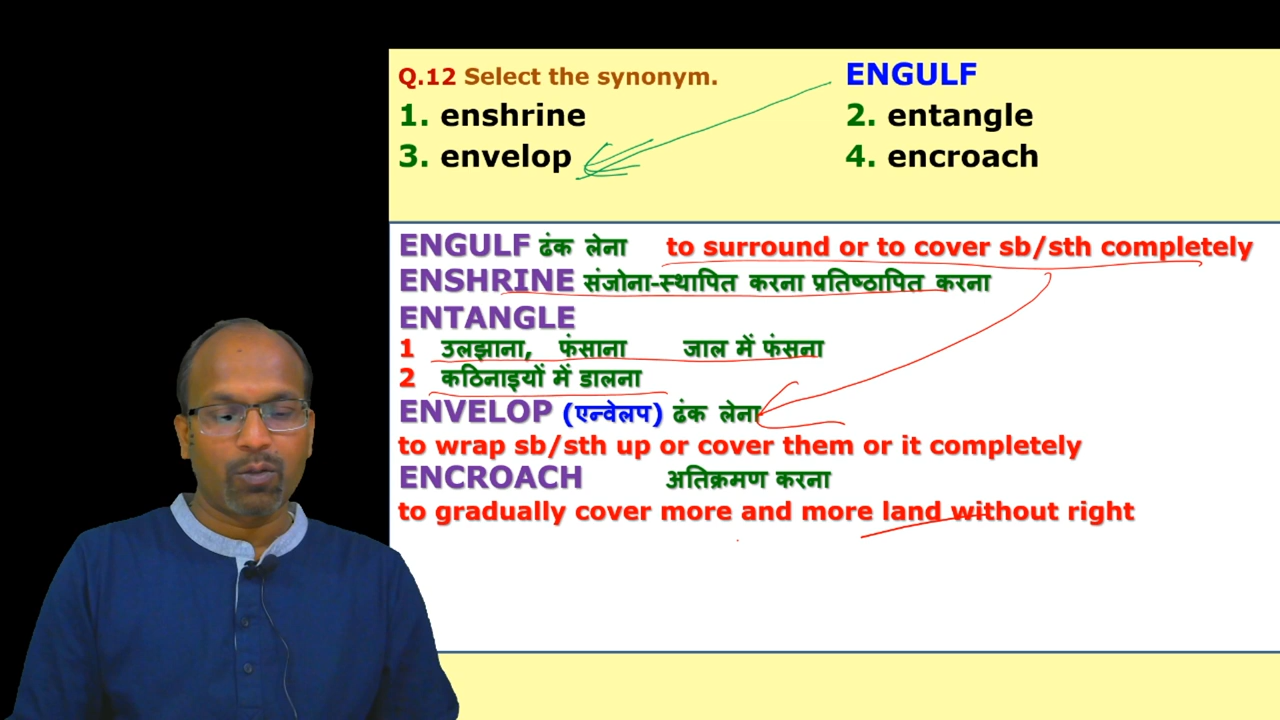 Q.12 Select the synonym. ENGULF
1. enshrine 2. entangle
3. envelop 4. encroach
ENGULF ढंक लेना to surround or to cover sb/sth completely
ENSHRINE संजोना-स्थापित करना प्रतिष्ठापित करना
ENTANGLE
1 उलझाना, फंसाना जाल में फंसना
2 कठिनाइयों में डालना
ENVELOP (एन्वेलप) ढंक लेना
to wrap sb/sth up or cover them or it completely
ENCROACH अतिक्रमण करना
to gradually cover more and more land without right